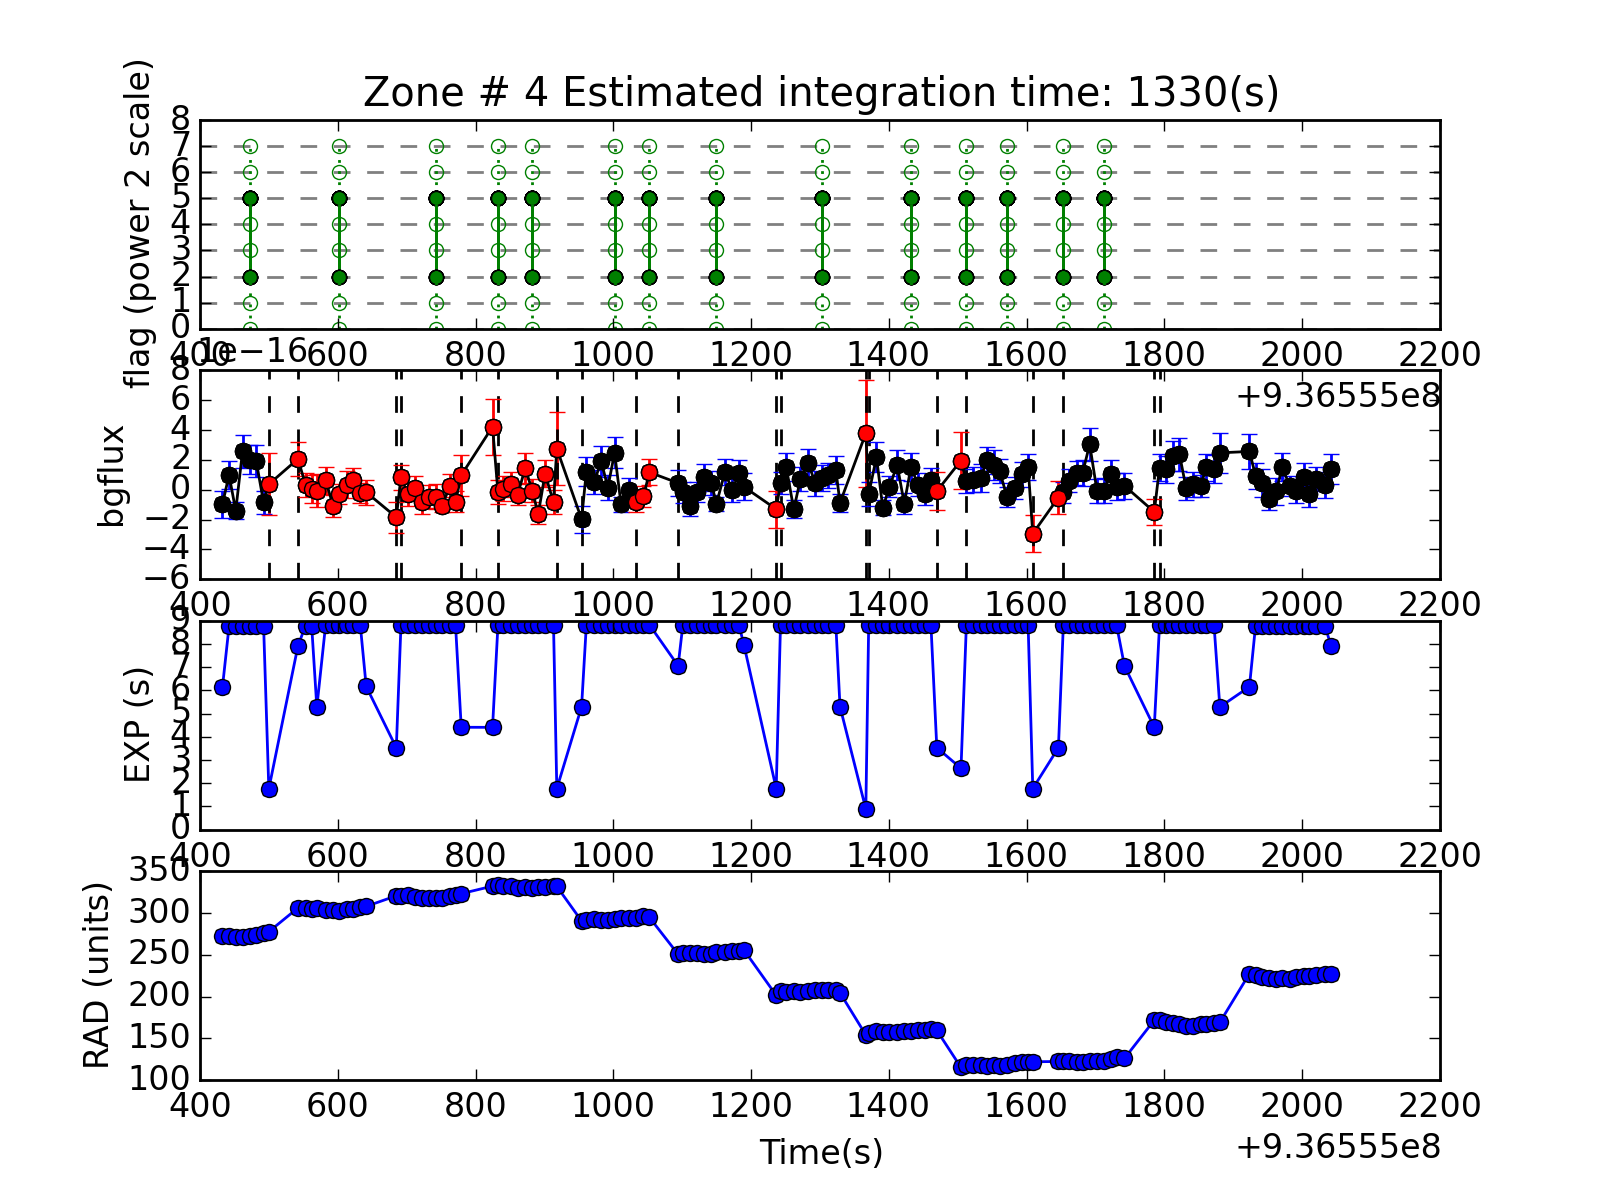 Zone # 4 Estimated integration time: 1330(s)
flag (power 2 scale)
8
7
6
5
4
3
2
1
0
400 600 800 1000 1200 1400 1600 1800 2000 2200
1e−16
+9.36555e8
bgflux
8
6
4
2
0
−2
−4
−6
400 600 800 1000 1200 1400 1600 1800 2000 2200
EXP (s)
9
8
7
6
5
4
3
2
1
0
400 600 800 1000 1200 1400 1600 1800 2000 2200
RAD (units)
350
300
250
200
150
100
400 600 800 1000 1200 1400 1600 1800 2000 2200
Time(s)
+9.36555e8